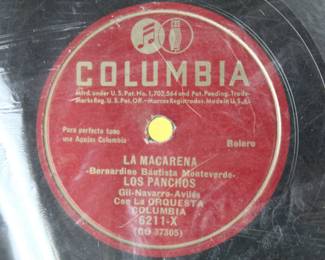 COLUMBIA
Mfrd. under U.S. Pat. No. 1,702,564 and Pat. Pending. Trade-
Marks Reg. U.S. Pat. Off. - Marcas Registradas. Made in U.S.A.
Para perfecto tono
use Agujas Columbia
Bolero
LA MACARENA
-Bernardino Bautista Monteverde-
LOS PANCHOS
Gil-Navarro-Avilés
Con La ORQUESTA
COLUMBIA
6211-X
(CO 37305)